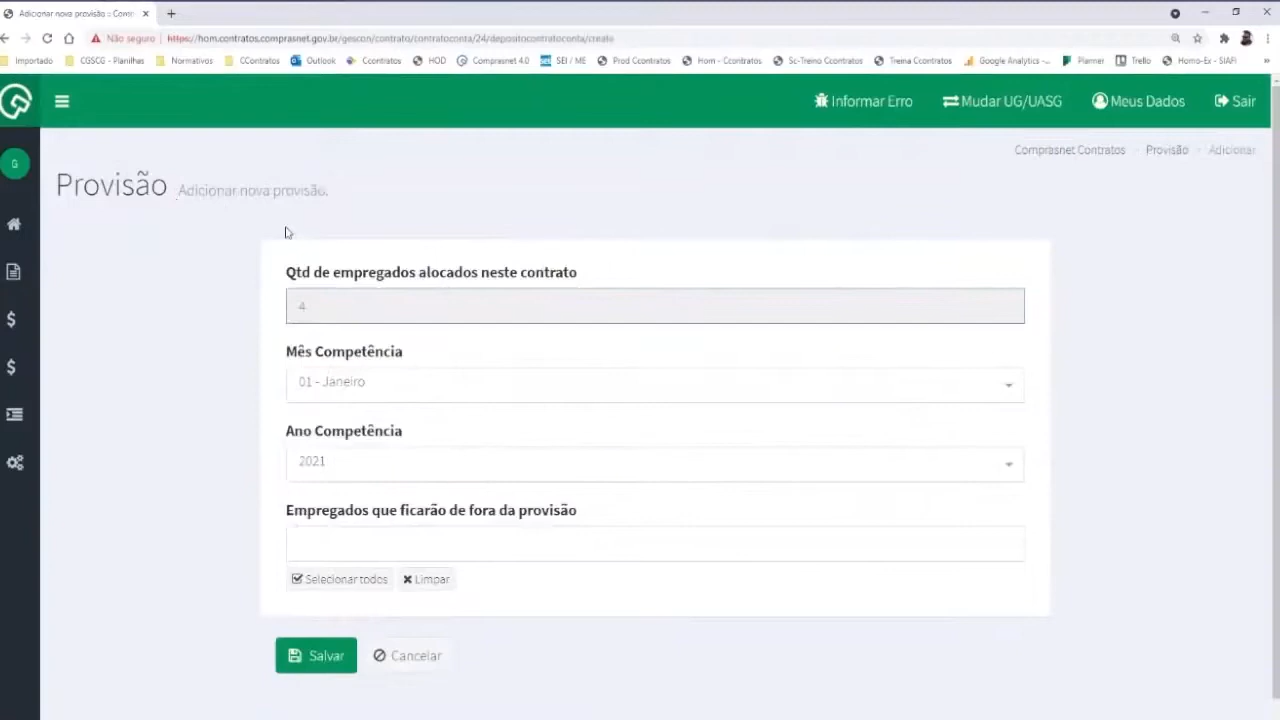 Adicionar nova provisão :: Compr
Não seguro
https://hom.contratos.comprasnet.gov.br/gescon/contrato/contratoconta/24/depositocontratoconta/create
Importado CGSCG - Planilhas Normativos CContratos Outlook Ccontratos HOD Comprasnet 4.0 SEI / ME Prod Ccontratos Hom - Ccontratos Sc-Treino Ccontratos Treina Ccontratos Google Analytics -... Planner Trello Homo-Ex - SIAFI »
Informar Erro Mudar UG/UASG Meus Dados Sair
Comprasnet Contratos Provisão Adicionar
G
Provisão Adicionar nova provisão.
Qtd de empregados alocados neste contrato
4
Mês Competência
01 - Janeiro
Ano Competência
2021
Empregados que ficarão de fora da provisão
Selecionar todos Limpar
Salvar Cancelar